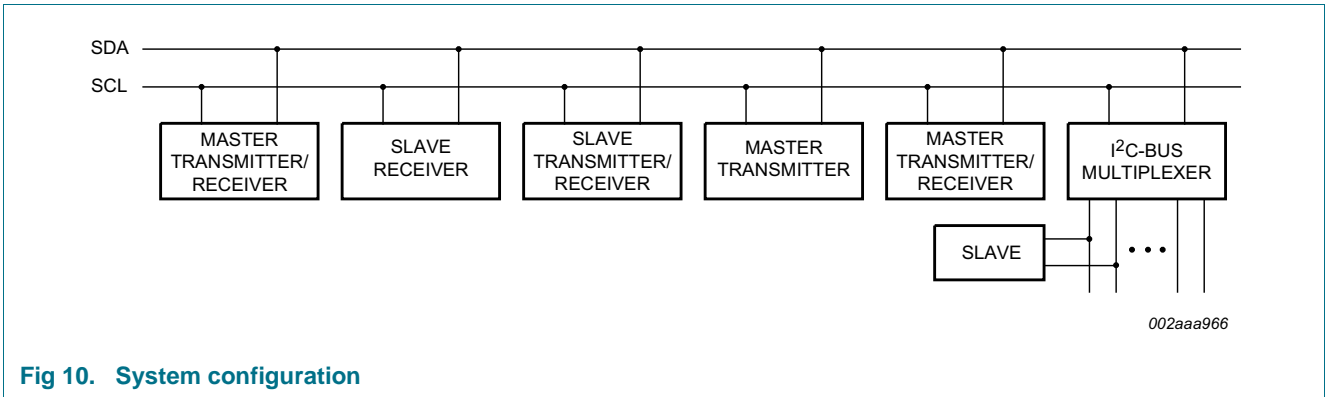 SDA
SCL
MASTER
TRANSMITTER/
RECEIVER
SLAVE
RECEIVER
SLAVE
TRANSMITTER/
RECEIVER
MASTER
TRANSMITTER
MASTER
TRANSMITTER/
RECEIVER
I²C-BUS
MULTIPLEXER
SLAVE
002aaa966
Fig 10. System configuration